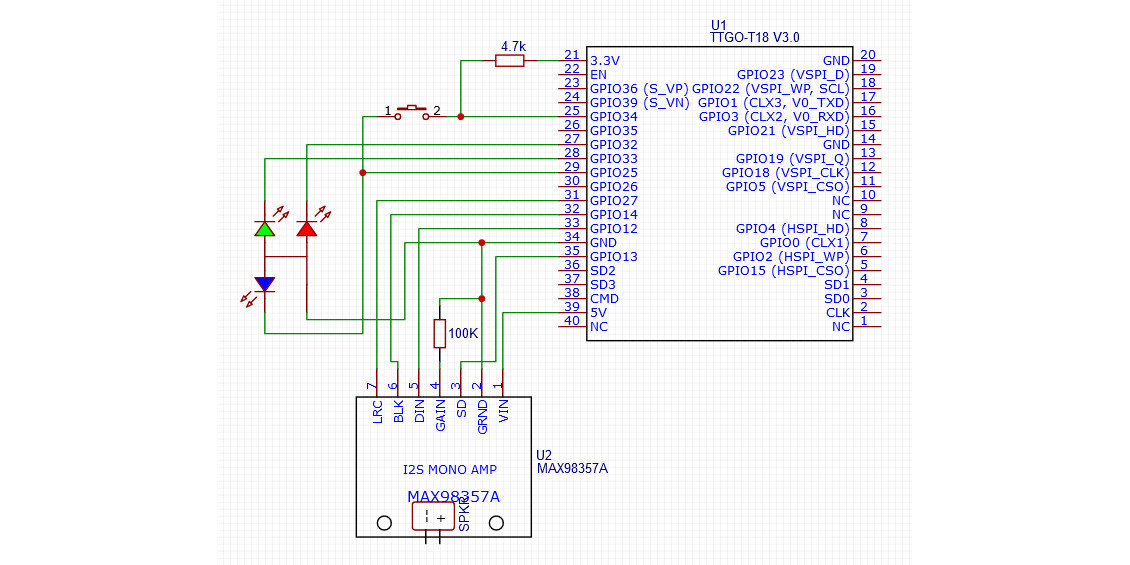 U1
TTGO-T18 V3.0
4.7k
21 3.3V GND 20
22 EN GPIO23 (VSPI_D) 19
23 GPIO36 (S_VP) GPIO22 (VSPI_WP, SCL) 18
24 GPIO39 (S_VN) GPIO1 (CLX3, V0_TXD) 17
1 2 25 GPIO34 GPIO3 (CLX2, V0_RXD) 16
26 GPIO35 GPIO21 (VSPI_HD) 15
27 GPIO32 GND 14
28 GPIO33 GPIO19 (VSPI_Q) 13
29 GPIO25 GPIO18 (VSPI_CLK) 12
30 GPIO26 GPIO5 (VSPI_CSO) 11
31 GPIO27 NC 10
32 GPIO14 NC 9
33 GPIO12 GPIO4 (HSPI_HD) 8
34 GND GPIO0 (CLX1) 7
35 GPIO13 GPIO2 (HSPI_WP) 6
36 SD2 GPIO15 (HSPI_CSO) 5
37 SD3 SD1 4
38 CMD SD0 3
39 5V CLK 2
40 NC NC 1
100K
7 6 5 4 3 2 1
LRC BLK DIN GAIN SD GRND VIN
U2
MAX98357A
I2S MONO AMP
MAX98357A
SPKR
- +